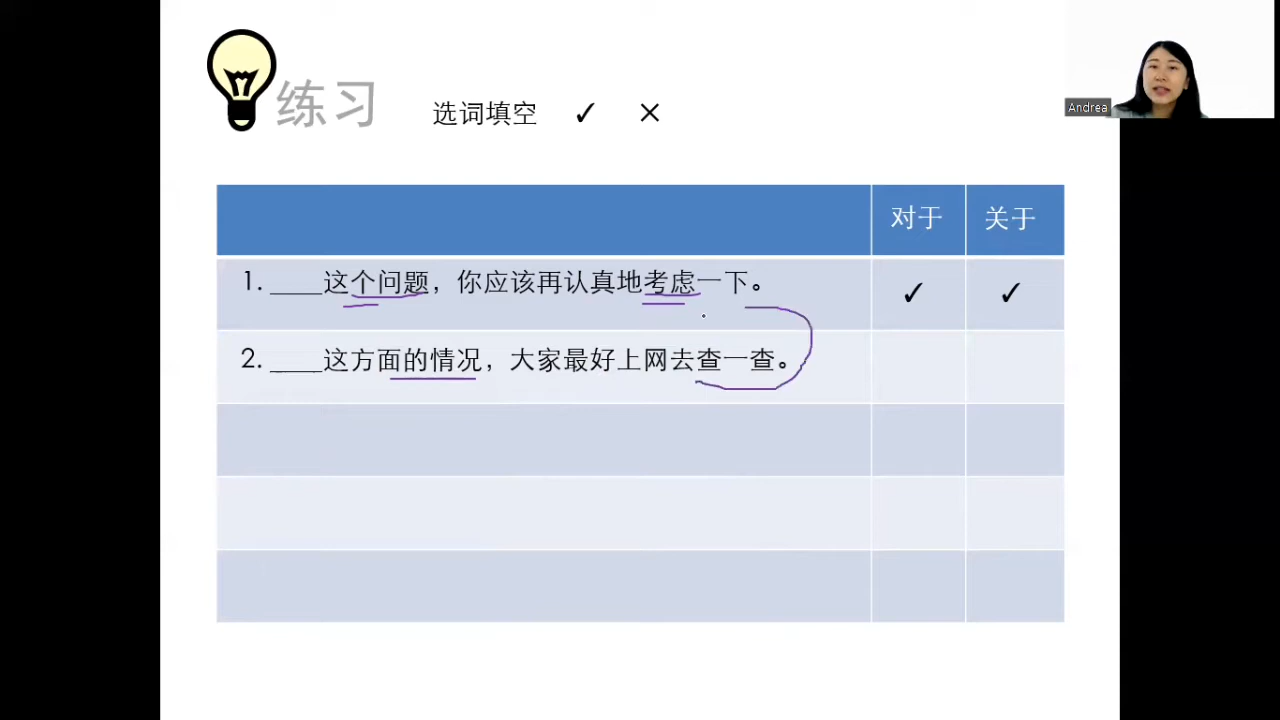 Andrea
练习 选词填空 ✓ ×
对于 关于
1. ____这个问题，你应该再认真地考虑一下。 ✓ ✓
2. ____这方面的情况，大家最好上网去查一查。